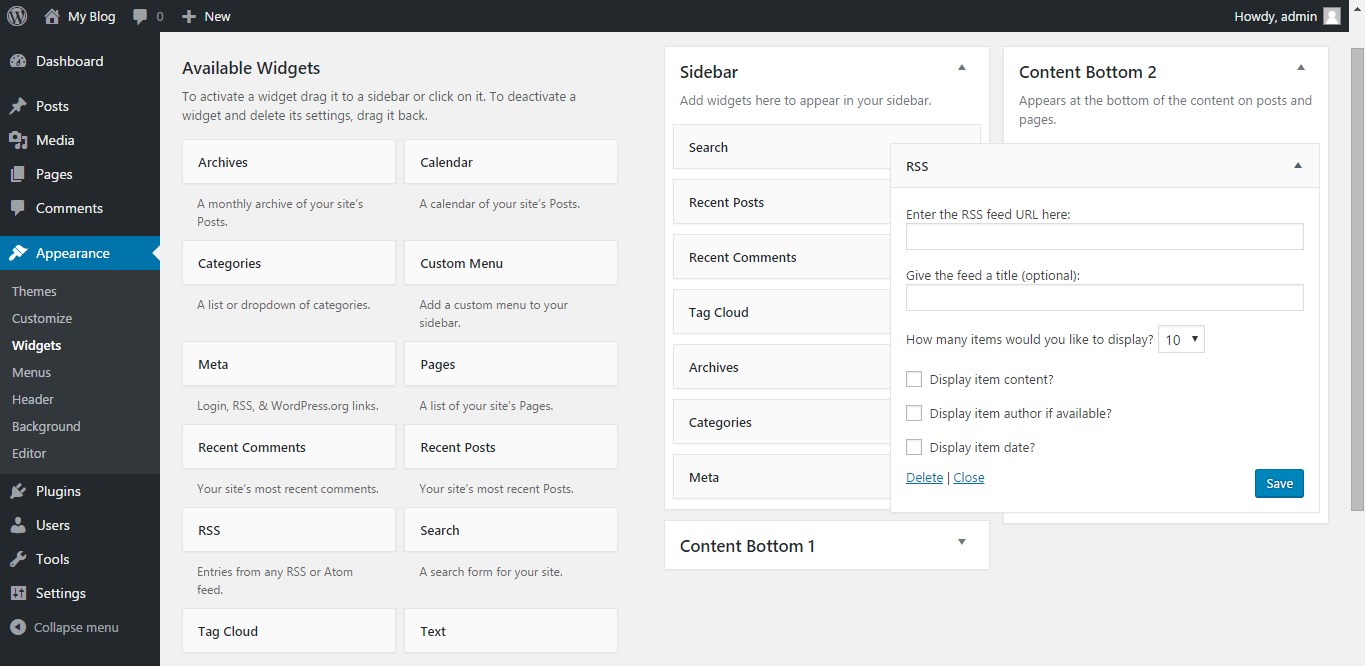 My Blog 0 New Howdy, admin
Dashboard
Posts
Media
Pages
Comments
Appearance
Themes
Customize
Widgets
Menus
Header
Background
Editor
Plugins
Users
Tools
Settings
Collapse menu
Available Widgets
To activate a widget drag it to a sidebar or click on it. To deactivate a
widget and delete its settings, drag it back.
Archives
A monthly archive of your site's
Posts.
Calendar
A calendar of your site's Posts.
Categories
A list or dropdown of categories.
Custom Menu
Add a custom menu to your
sidebar.
Meta
Login, RSS, & WordPress.org links.
Pages
A list of your site's Pages.
Recent Comments
Your site's most recent comments.
Recent Posts
Your site's most recent Posts.
RSS
Entries from any RSS or Atom
feed.
Search
A search form for your site.
Tag Cloud
Text
Sidebar
Add widgets here to appear in your sidebar.
Search
Recent Posts
Recent Comments
Tag Cloud
Archives
Categories
Meta
Content Bottom 1
Content Bottom 2
Appears at the bottom of the content on posts and
pages.
RSS
Enter the RSS feed URL here:
Give the feed a title (optional):
How many items would you like to display? 10
Display item content?
Display item author if available?
Display item date?
Delete | Close
Save